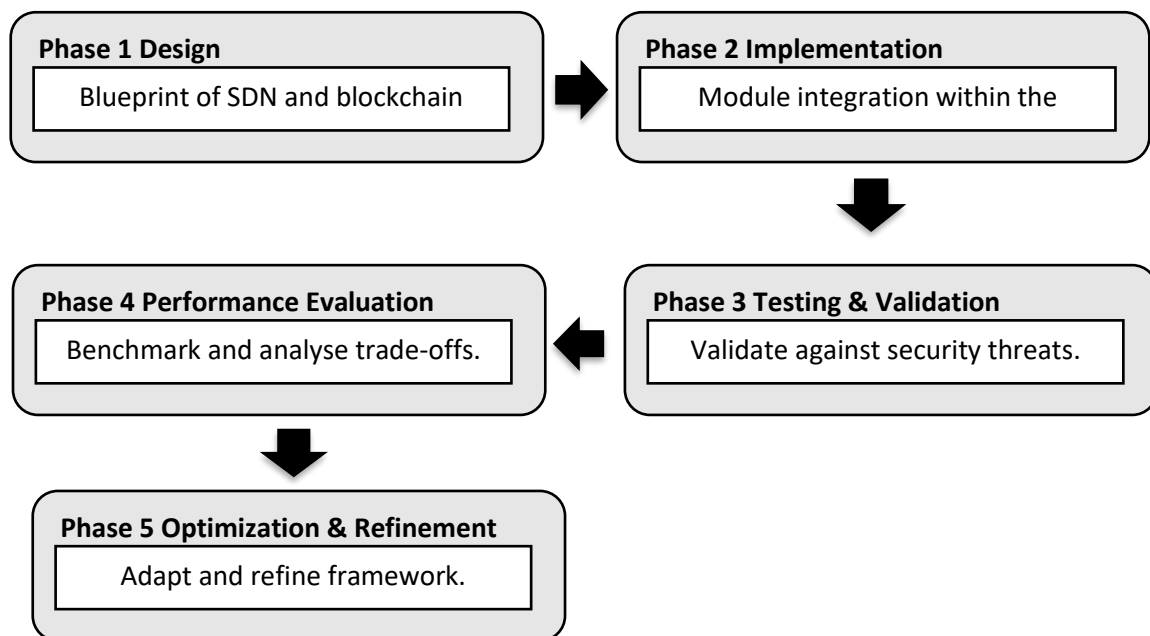 Phase 1 Design
Blueprint of SDN and blockchain
Phase 2 Implementation
Module integration within the
Phase 3 Testing & Validation
Validate against security threats.
Phase 4 Performance Evaluation
Benchmark and analyse trade-offs.
Phase 5 Optimization & Refinement
Adapt and refine framework.